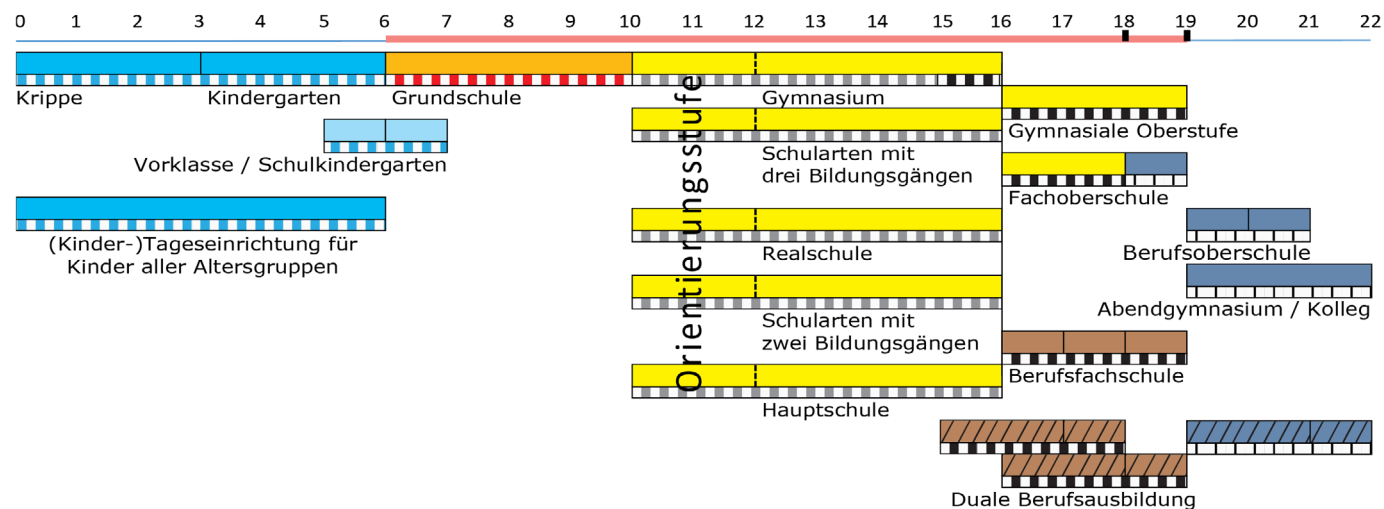 0 1 2 3 4 5 6 7 8 9 10 11 12 13 14 15 16 17 18 19 20 21 22
Krippe
Kindergarten
Grundschule
Gymnasium
Gymnasiale Oberstufe
Vorklasse / Schulkindergarten
Schularten mit
drei Bildungsgängen
Fachoberschule
Orientierungsstufe
(Kinder-)Tageseinrichtung für
Kinder aller Altersgruppen
Realschule
Berufsoberschule
Abendgymnasium / Kolleg
Schularten mit
zwei Bildungsgängen
Berufsfachschule
Hauptschule
Duale Berufsausbildung